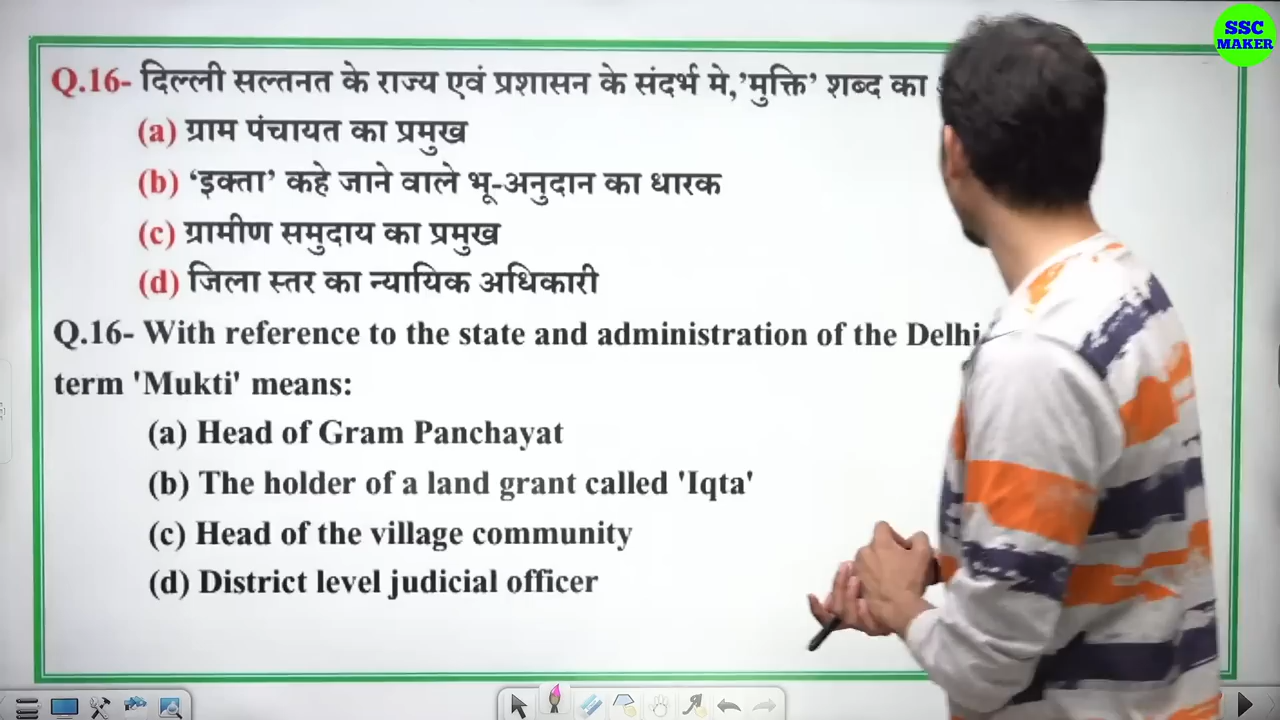 SSC
MAKER
Q.16- दिल्ली सल्तनत के राज्य एवं प्रशासन के संदर्भ मे,’मुक्ति’ शब्द का
(a) ग्राम पंचायत का प्रमुख
(b) ‘इक्ता’ कहे जाने वाले भू-अनुदान का धारक
(c) ग्रामीण समुदाय का प्रमुख
(d) जिला स्तर का न्यायिक अधिकारी
Q.16- With reference to the state and administration of the Delhi
term 'Mukti' means:
(a) Head of Gram Panchayat
(b) The holder of a land grant called 'Iqta'
(c) Head of the village community
(d) District level judicial officer